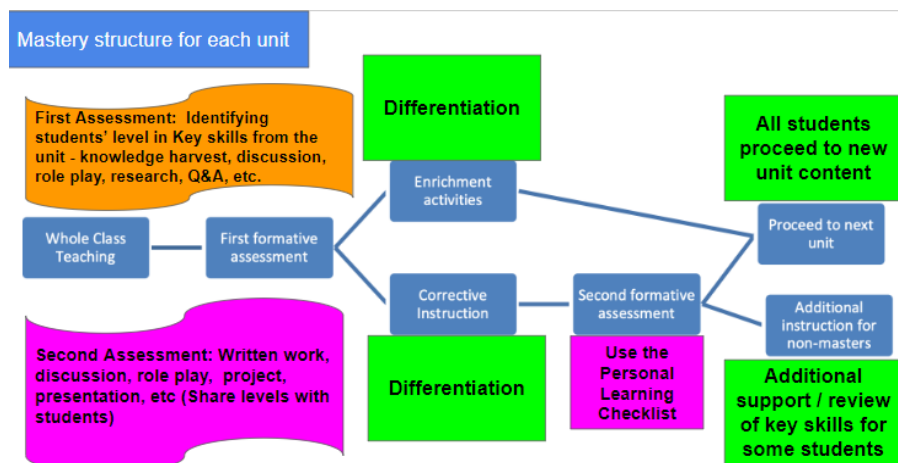 Mastery structure for each unit
First Assessment: Identifying
students' level in Key skills from the
unit - knowledge harvest, discussion,
role play, research, Q&A, etc.
Differentiation
All students
proceed to new
unit content
Enrichment
activities
Whole Class
Teaching
First formative
assessment
Proceed to next
unit
Corrective
Instruction
Second formative
assessment
Additional
instruction for
non-masters
Second Assessment: Written work,
discussion, role play, project,
presentation, etc (Share levels with
students)
Differentiation
Use the
Personal
Learning
Checklist
Additional
support / review
of key skills for
some students